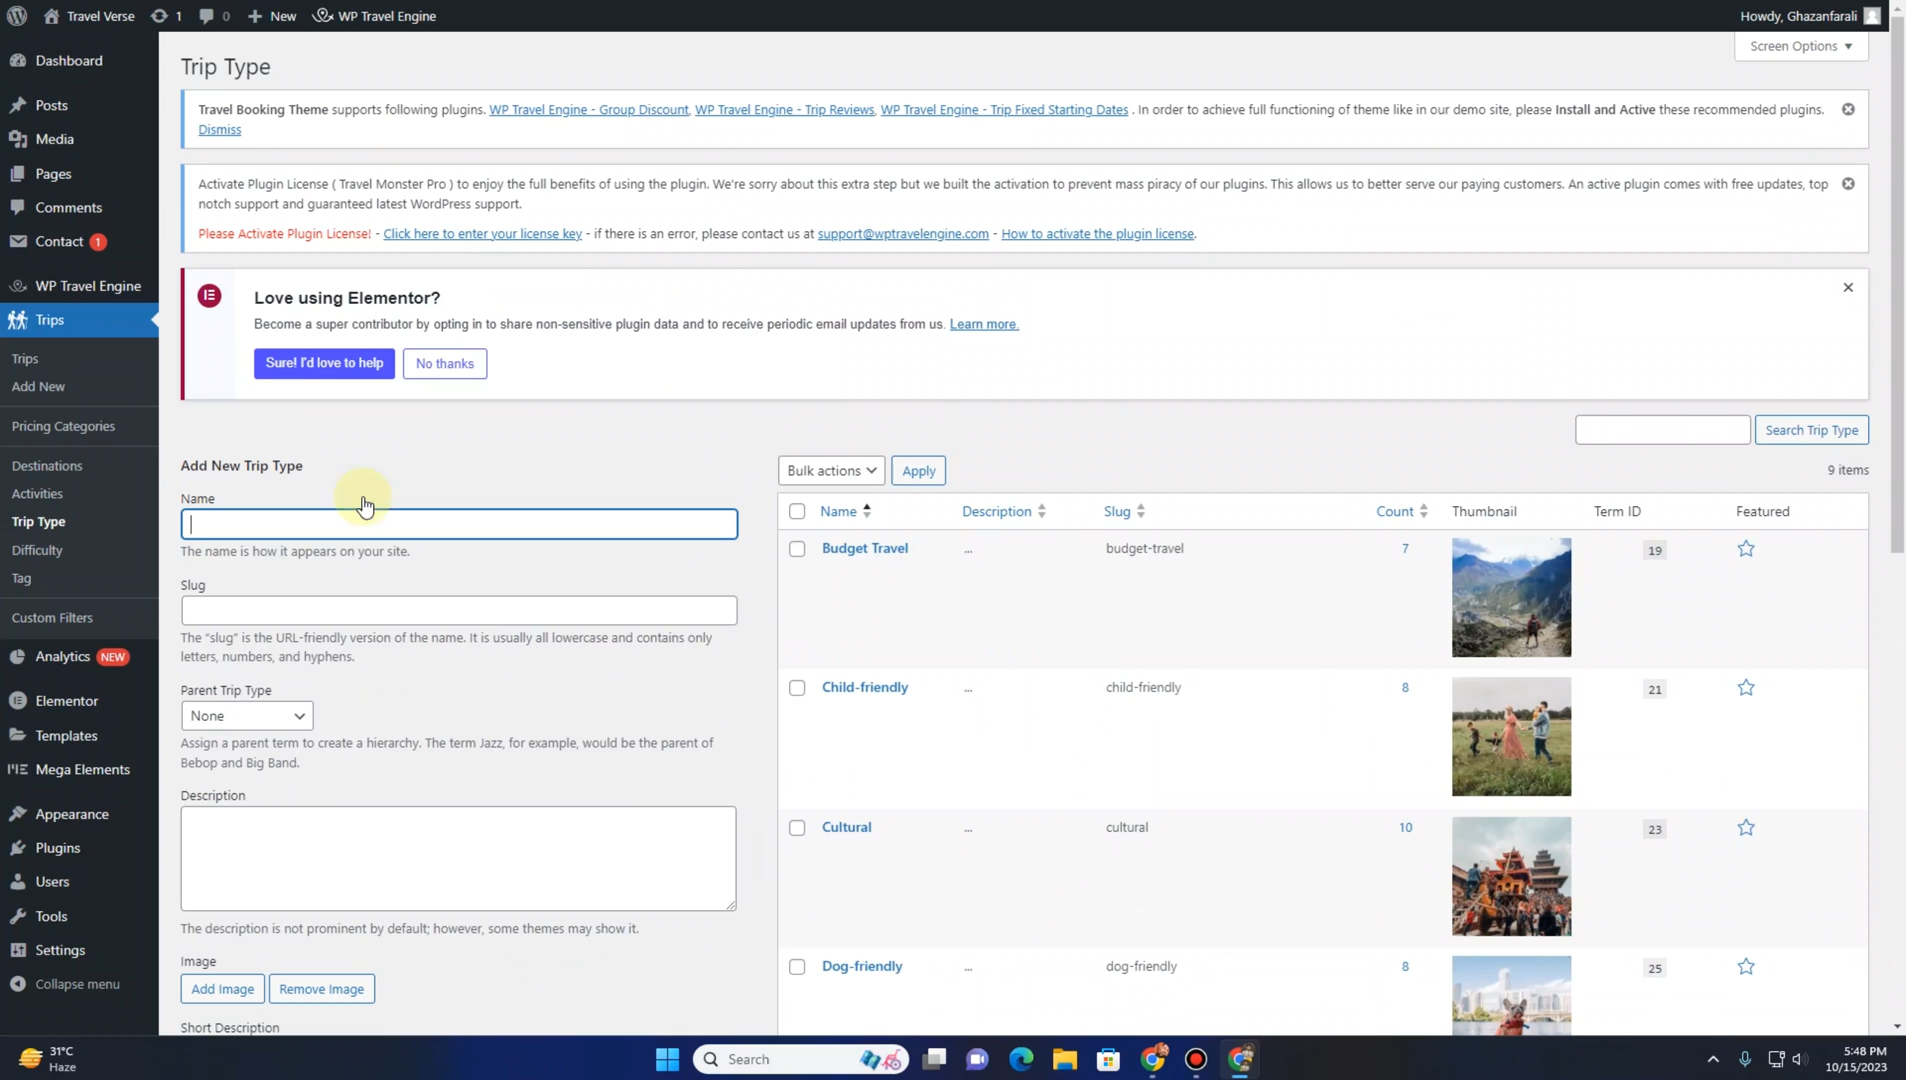 Travel Verse 1 0 New WP Travel Engine Howdy, Ghazanfarali
Screen Options
Dashboard
Posts
Media
Pages
Comments
Contact 1
WP Travel Engine
Trips
Trips
Add New
Pricing Categories
Destinations
Activities
Trip Type
Difficulty
Tag
Custom Filters
Analytics NEW
Elementor
Templates
Mega Elements
Appearance
Plugins
Users
Tools
Settings
Collapse menu
Trip Type
Travel Booking Theme supports following plugins. WP Travel Engine - Group Discount, WP Travel Engine - Trip Reviews, WP Travel Engine - Trip Fixed Starting Dates . In order to achieve full functioning of theme like in our demo site, please Install and Active these recommended plugins.
Dismiss
Activate Plugin License ( Travel Monster Pro ) to enjoy the full benefits of using the plugin. We're sorry about this extra step but we built the activation to prevent mass piracy of our plugins. This allows us to better serve our paying customers. An active plugin comes with free updates, top
notch support and guaranteed latest WordPress support.
Please Activate Plugin License! - Click here to enter your license key - if there is an error, please contact us at support@wptravelengine.com - How to activate the plugin license.
Love using Elementor?
Become a super contributor by opting in to share non-sensitive plugin data and to receive periodic email updates from us. Learn more.
Sure! I'd love to help No thanks
Search Trip Type
Add New Trip Type
Name
The name is how it appears on your site.
Slug
The “slug” is the URL-friendly version of the name. It is usually all lowercase and contains only
letters, numbers, and hyphens.
Parent Trip Type
None
Assign a parent term to create a hierarchy. The term Jazz, for example, would be the parent of
Bebop and Big Band.
Description
The description is not prominent by default; however, some themes may show it.
Image
Add Image Remove Image
Short Description
Bulk actions Apply 9 items
Name Description Slug Count Thumbnail Term ID Featured
Budget Travel ... budget-travel 7 19
Child-friendly ... child-friendly 8 21
Cultural ... cultural 10 23
Dog-friendly ... dog-friendly 8 25
31°C
Haze
Search
5:48 PM
10/15/2023